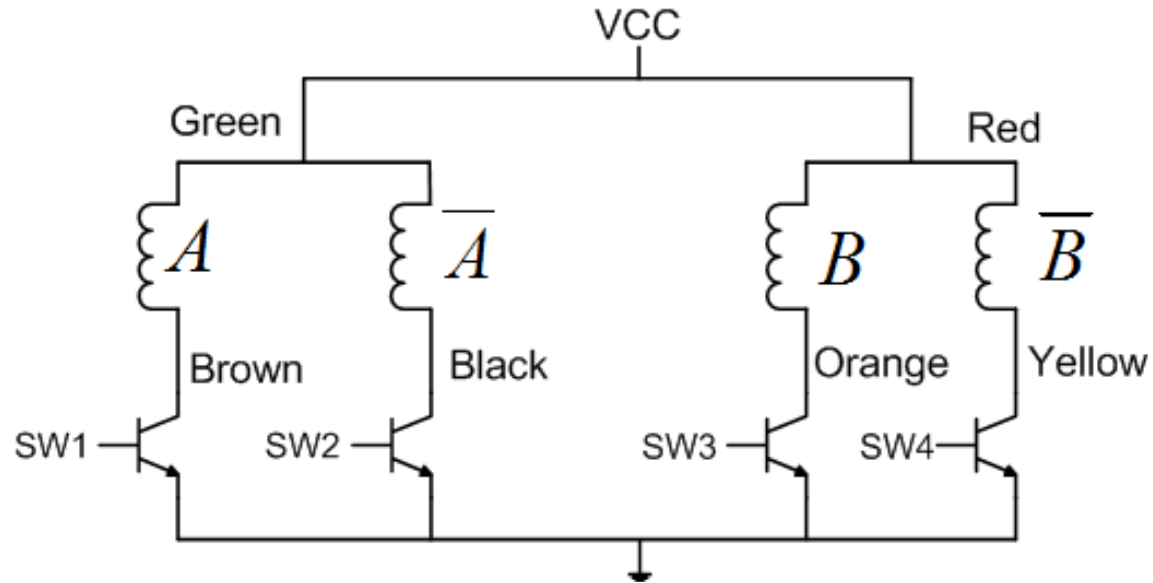 VCC
Green
Red
A
A̅
B
B̅
Brown
Black
Orange
Yellow
SW1
SW2
SW3
SW4